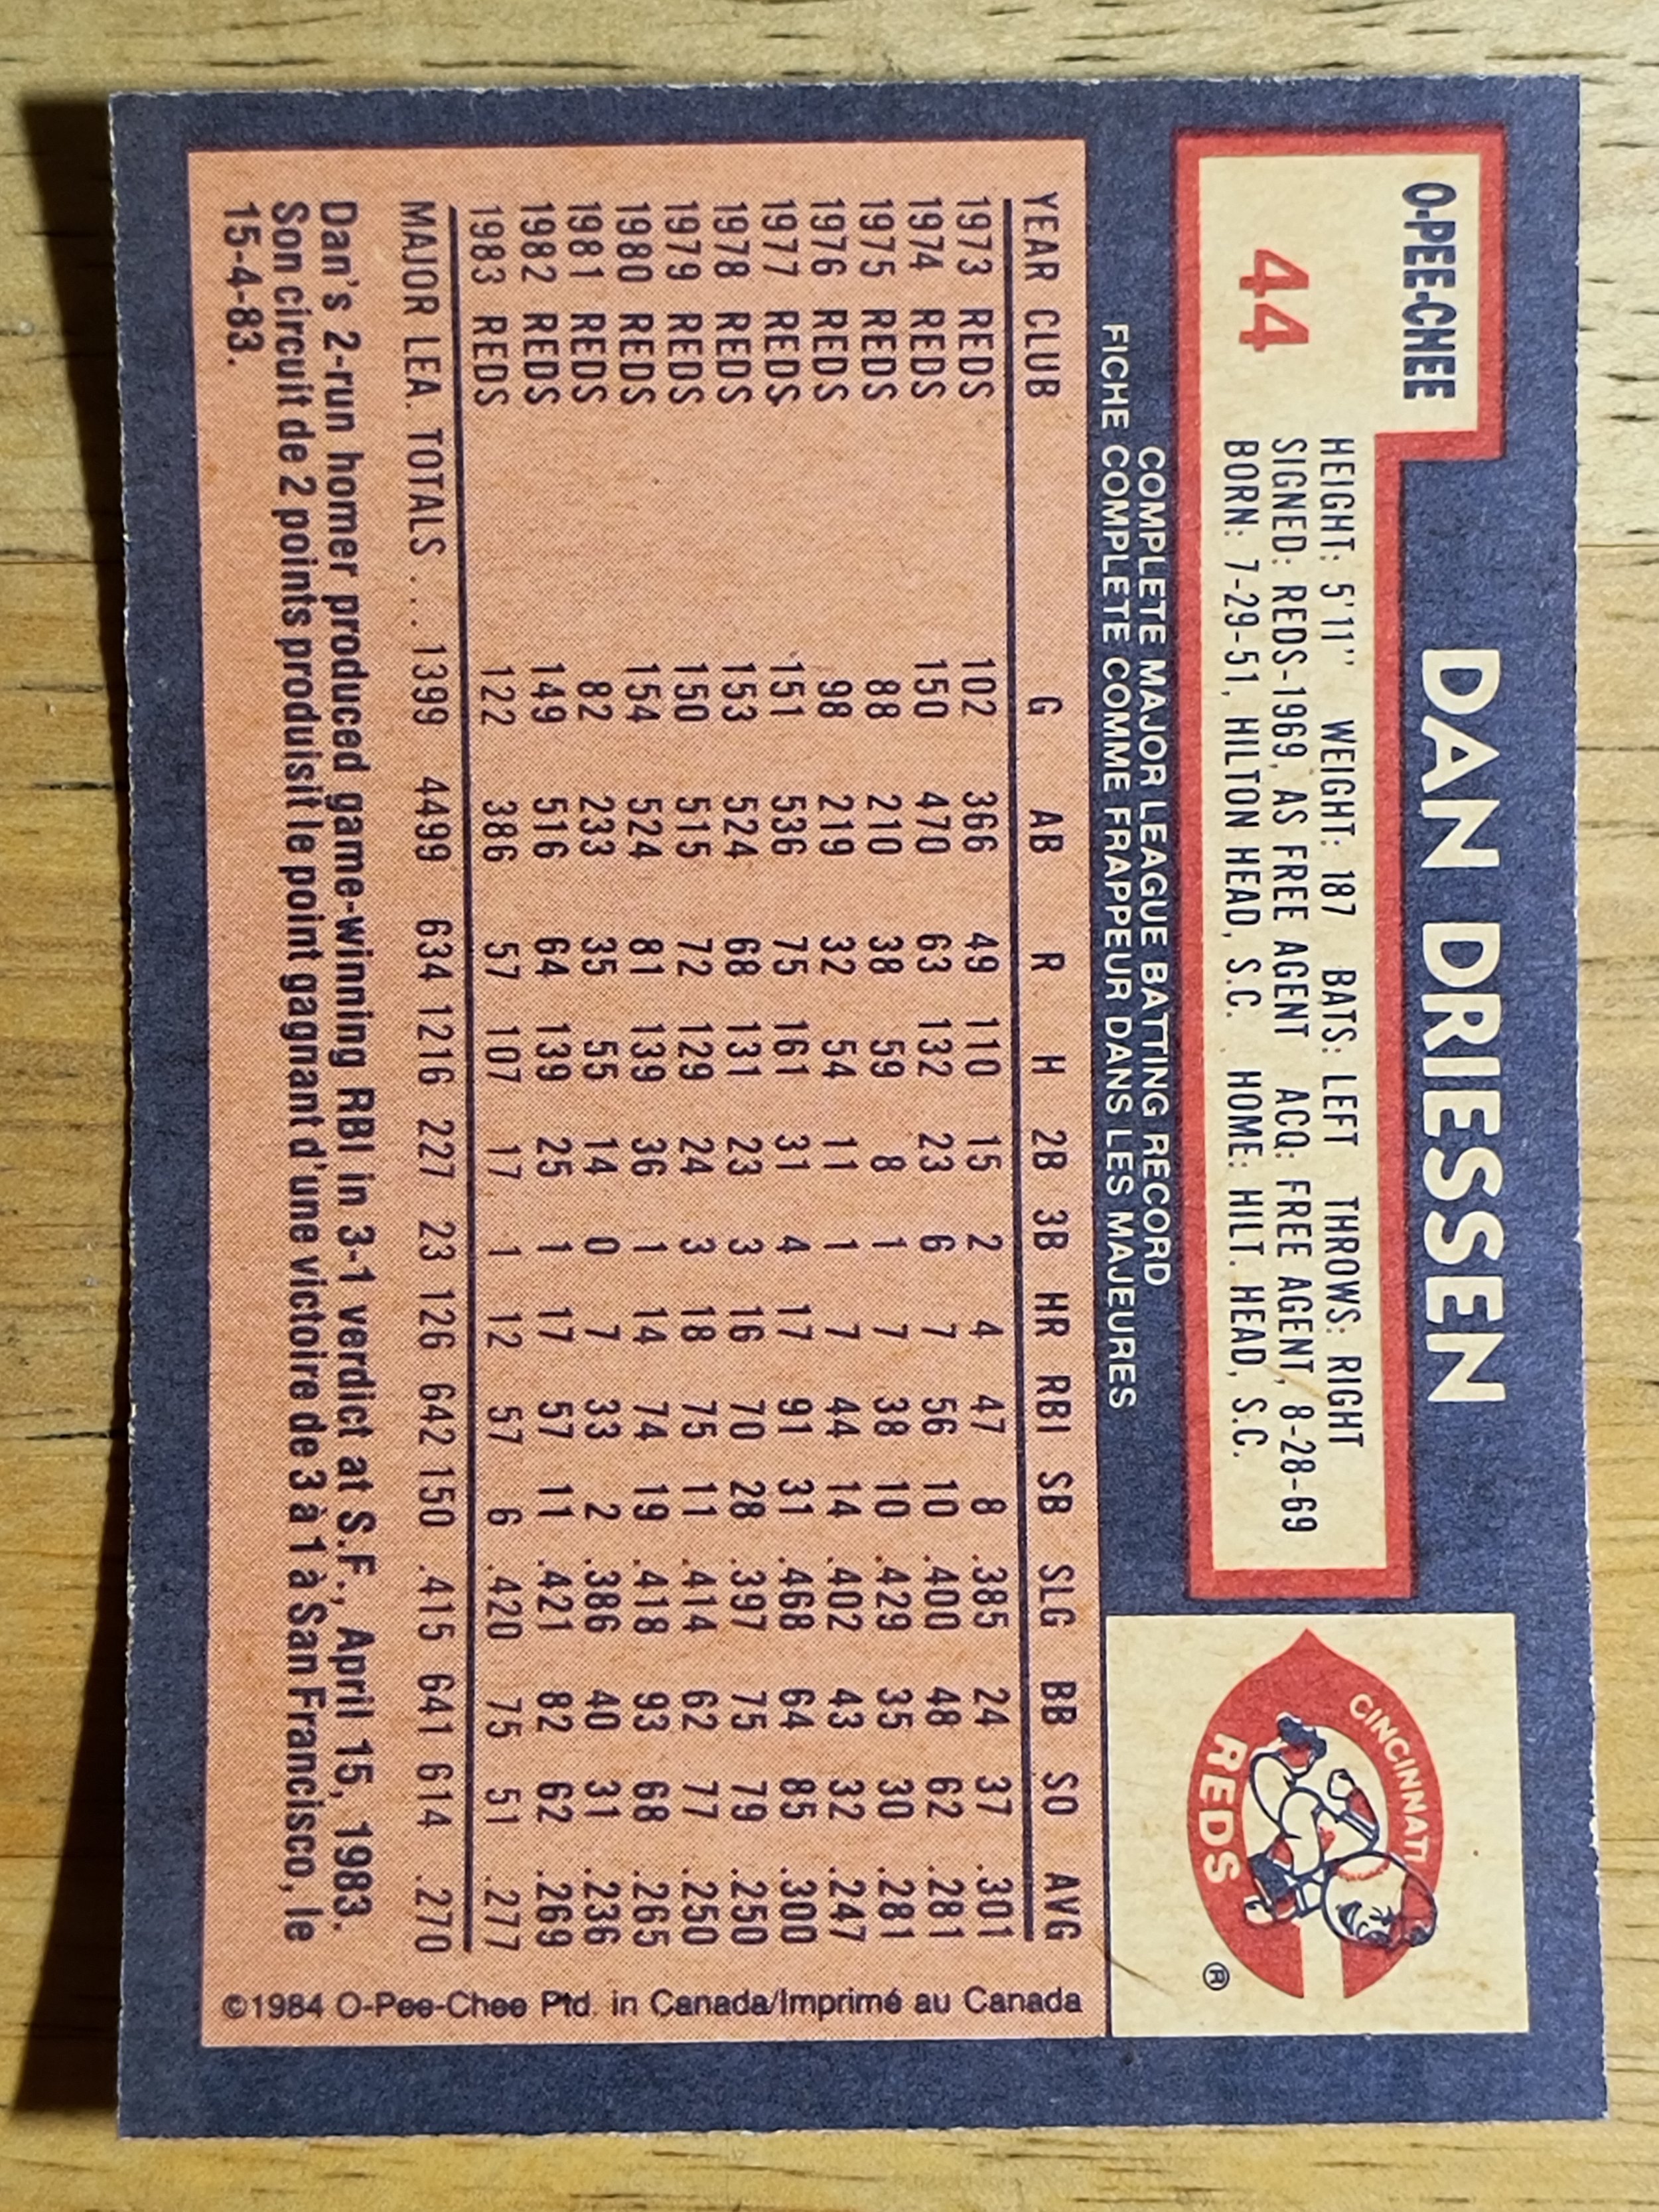 O-PEE-CHEE
44
DAN DRIESSEN
HEIGHT: 5'11'' WEIGHT: 187 BATS: LEFT THROWS: RIGHT
SIGNED: REDS-1969, AS FREE AGENT ACQ: FREE AGENT, 8-28-69
BORN: 7-29-51, HILTON HEAD, S.C. HOME: HILT. HEAD, S.C.
CINCINNATI
REDS
®
COMPLETE MAJOR LEAGUE BATTING RECORD
FICHE COMPLETE COMME FRAPPEUR DANS LES MAJEURES
YEAR CLUB G AB R H 2B 3B HR RBI SB SLG BB SO AVG
1973 REDS 102 366 49 110 15 2 4 47 8 .385 24 37 .301
1974 REDS 150 470 63 132 23 6 7 56 10 .400 48 62 .281
1975 REDS 88 210 38 59 8 1 7 38 10 .429 35 30 .281
1976 REDS 98 219 32 54 11 1 7 44 14 .402 43 32 .247
1977 REDS 151 536 75 161 31 4 17 91 31 .468 64 85 .300
1978 REDS 153 524 68 131 23 3 16 70 28 .397 75 79 .250
1979 REDS 150 515 72 129 24 3 18 75 11 .414 62 77 .250
1980 REDS 154 524 81 139 36 1 14 74 19 .418 93 68 .265
1981 REDS 82 233 35 55 14 0 7 33 2 .386 40 31 .236
1982 REDS 149 516 64 139 25 1 17 57 11 .421 82 62 .269
1983 REDS 122 386 57 107 17 1 12 57 6 .420 75 51 .277
MAJOR LEA. TOTALS ... 1399 4499 634 1216 227 23 126 642 150 .415 641 614 .270
Dan's 2-run homer produced game-winning RBI in 3-1 verdict at S.F., April 15, 1983.
Son circuit de 2 points produisit le point gagnant d'une victoire de 3 à 1 à San Francisco, le
15-4-83.
©1984 O-Pee-Chee Ptd. in Canada/Imprimé au Canada